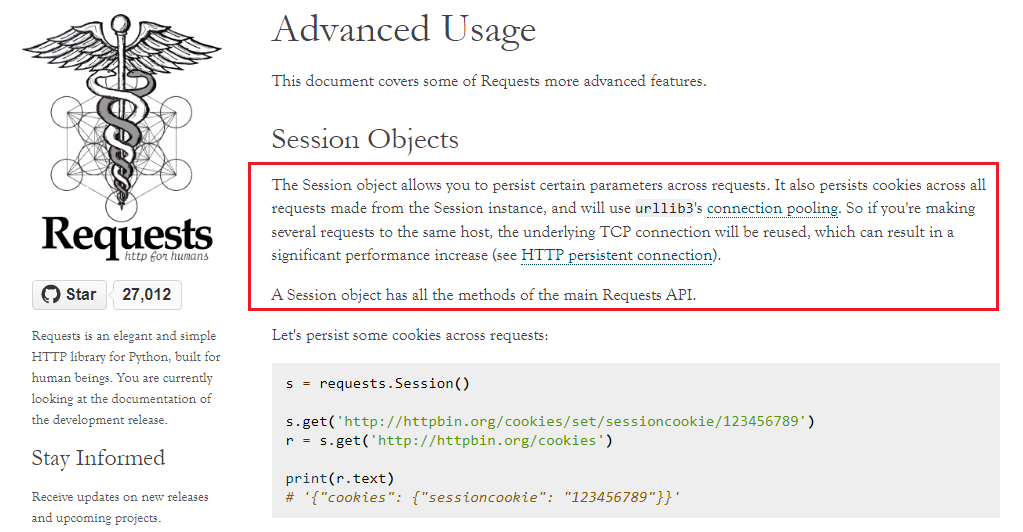 Requests
http for humans
Star
27,012
Requests is an elegant and simple
HTTP library for Python, built for
human beings. You are currently
looking at the documentation of
the development release.
Stay Informed
Receive updates on new releases
and upcoming projects.
Advanced Usage
This document covers some of Requests more advanced features.
Session Objects
The Session object allows you to persist certain parameters across requests. It also persists cookies across all
requests made from the Session instance, and will use urllib3's connection pooling. So if you're making
several requests to the same host, the underlying TCP connection will be reused, which can result in a
significant performance increase (see HTTP persistent connection).
A Session object has all the methods of the main Requests API.
Let's persist some cookies across requests:
s = requests.Session()
s.get('http://httpbin.org/cookies/set/sessioncookie/123456789')
r = s.get('http://httpbin.org/cookies')
print(r.text)
# '{"cookies": {"sessioncookie": "123456789"}}'